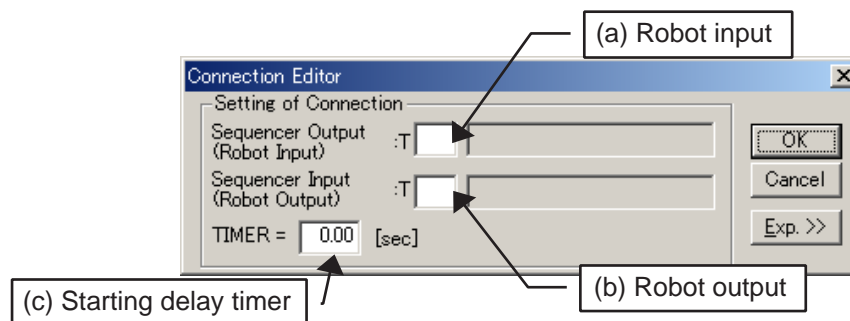 (a) Robot input
Connection Editor
Setting of Connection
Sequencer Output
(Robot Input)
:T
Sequencer Input
(Robot Output)
:T
TIMER = 0.00 [sec]
OK
Cancel
Exp. >>
(b) Robot output
(c) Starting delay timer